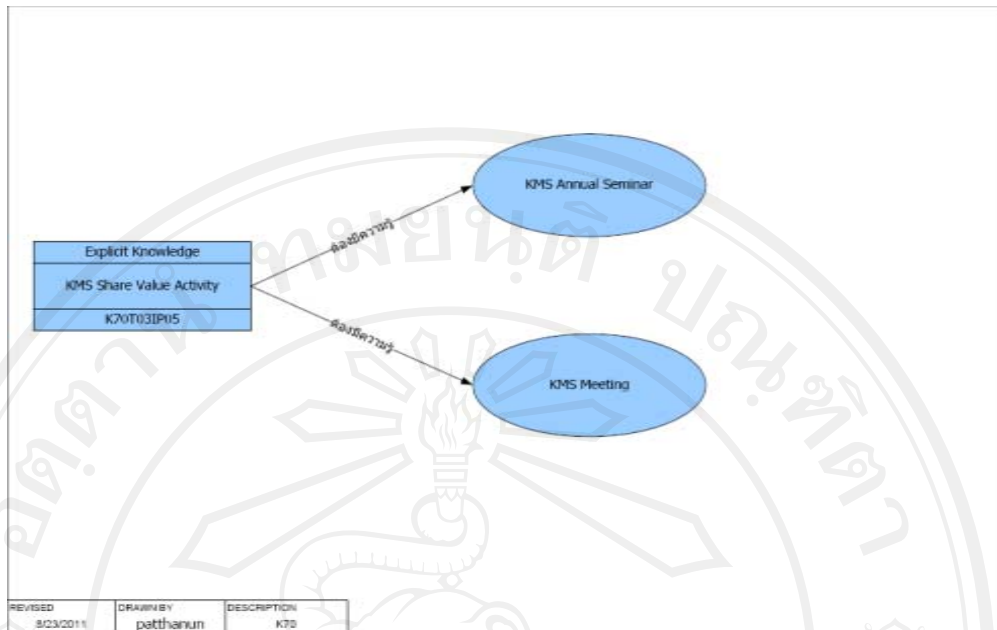 KMS Annual Seminar
ต้องมีความรู้
Explicit Knowledge
KMS Share Value Activity
K70T03IP05
ต้องมีความรู้
KMS Meeting
REVISED DRAWN BY DESCRIPTION
8/23/2011 patthanun K70